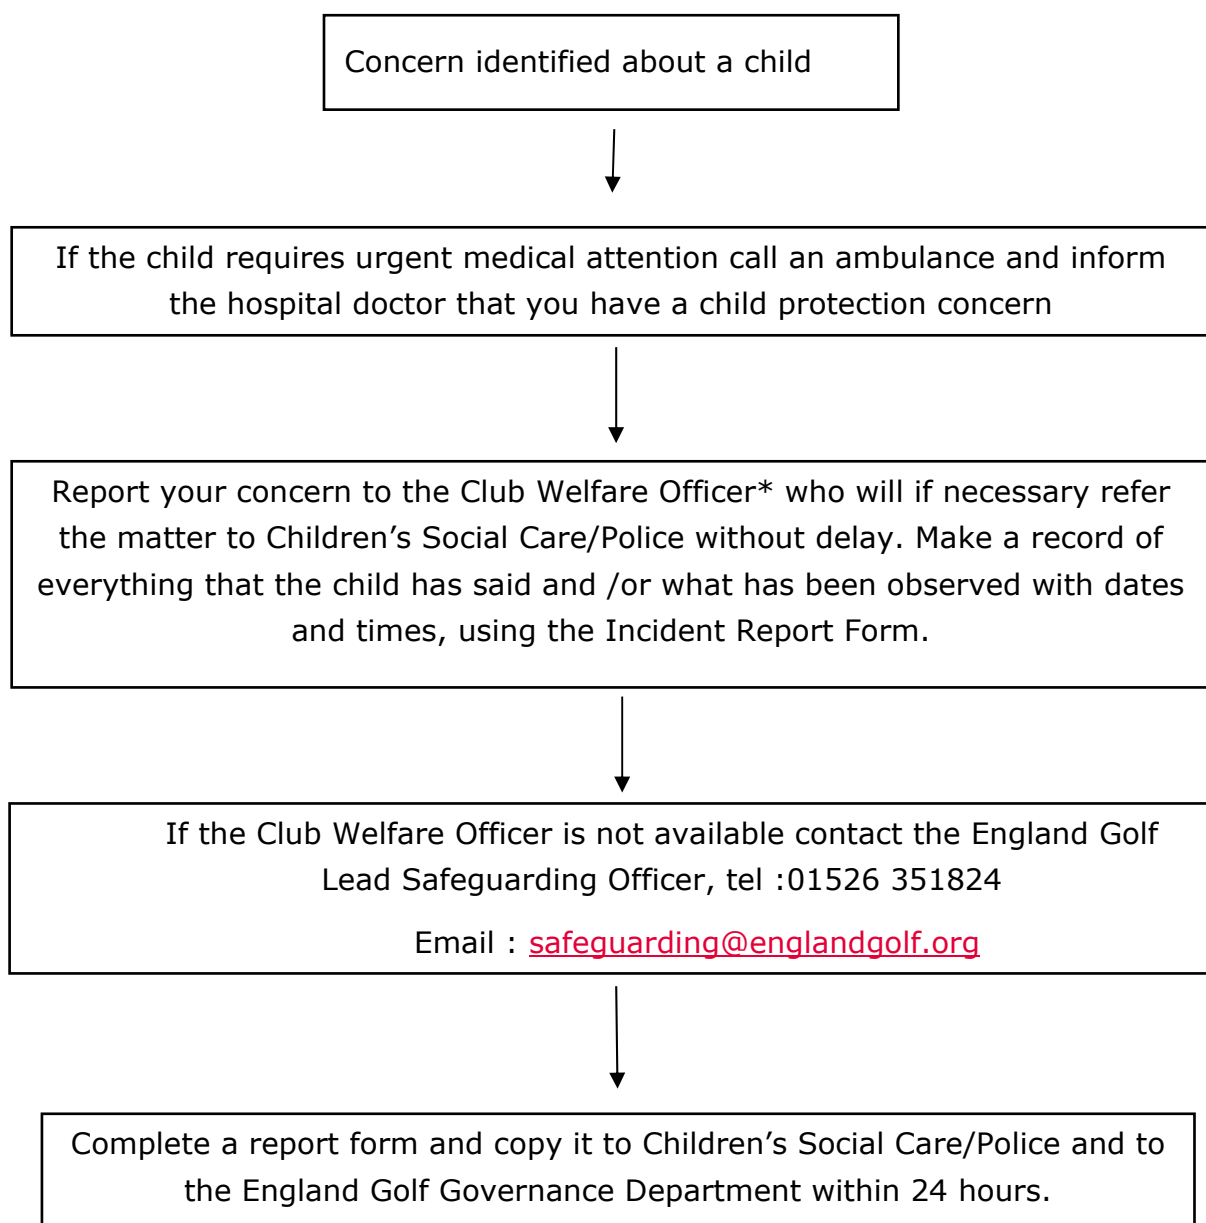 Concern identified about a child
If the child requires urgent medical attention call an ambulance and inform
the hospital doctor that you have a child protection concern
Report your concern to the Club Welfare Officer* who will if necessary refer
the matter to Children’s Social Care/Police without delay. Make a record of
everything that the child has said and /or what has been observed with dates
and times, using the Incident Report Form.
If the Club Welfare Officer is not available contact the England Golf
Lead Safeguarding Officer, tel :01526 351824
Email : safeguarding@englandgolf.org
Complete a report form and copy it to Children’s Social Care/Police and to
the England Golf Governance Department within 24 hours.